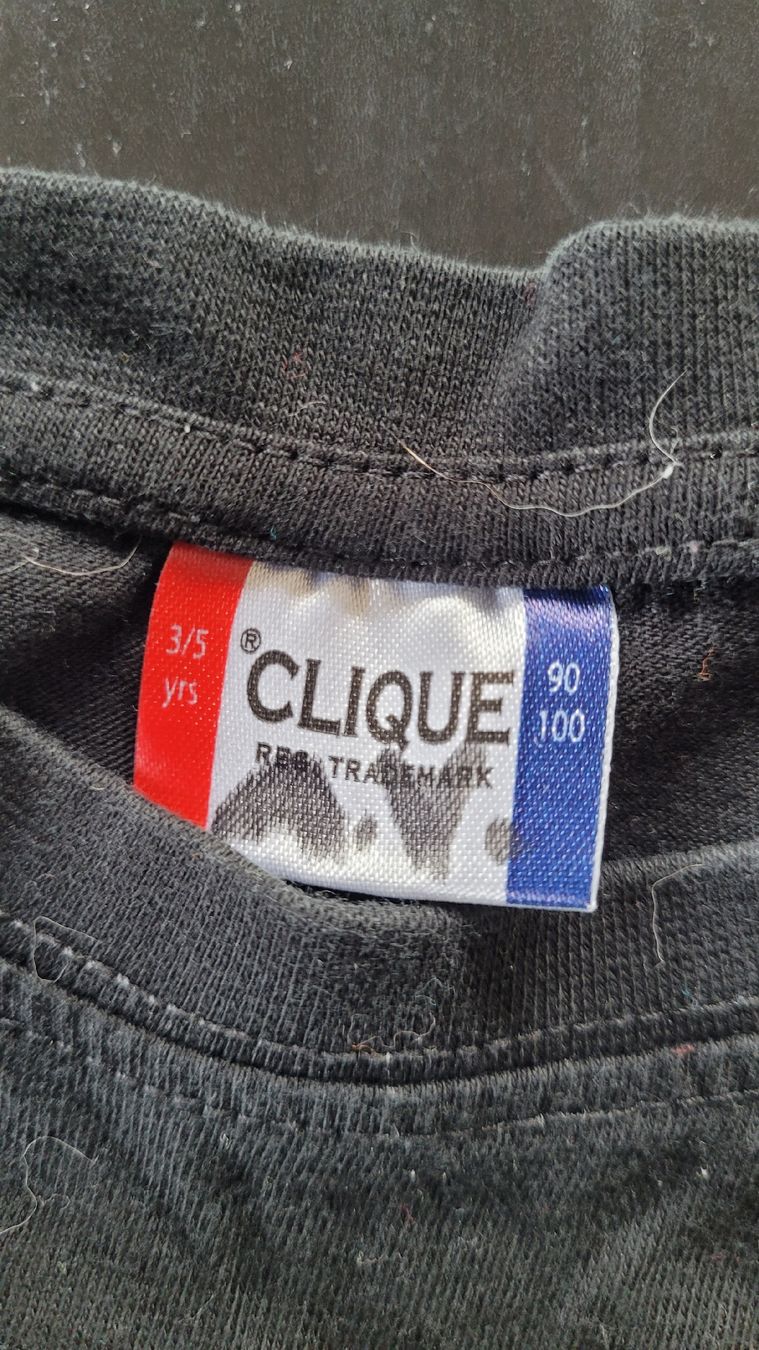 3/5
yrs
® CLIQUE
REG. TRADEMARK
90
100
A.V.